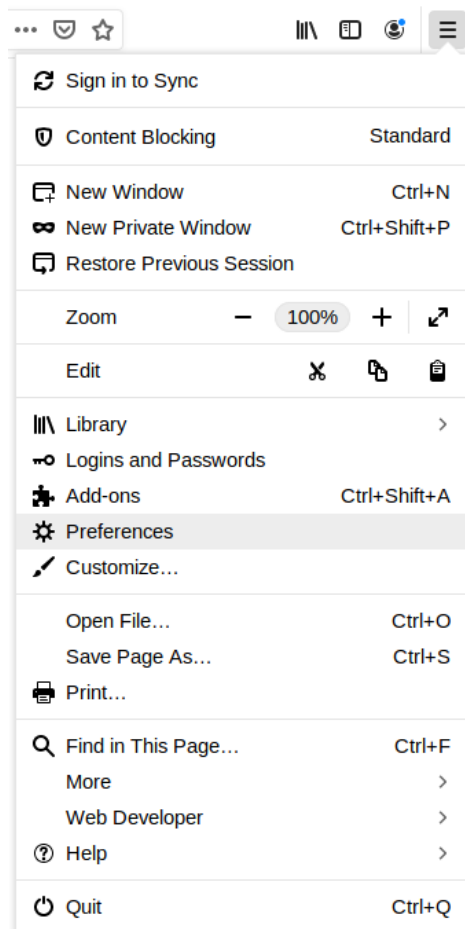 Sign in to Sync
Content Blocking Standard
New Window Ctrl+N
New Private Window Ctrl+Shift+P
Restore Previous Session
Zoom 100%
Edit
Library
Logins and Passwords
Add-ons Ctrl+Shift+A
Preferences
Customize…
Open File… Ctrl+O
Save Page As… Ctrl+S
Print…
Find in This Page… Ctrl+F
More
Web Developer
Help
Quit Ctrl+Q